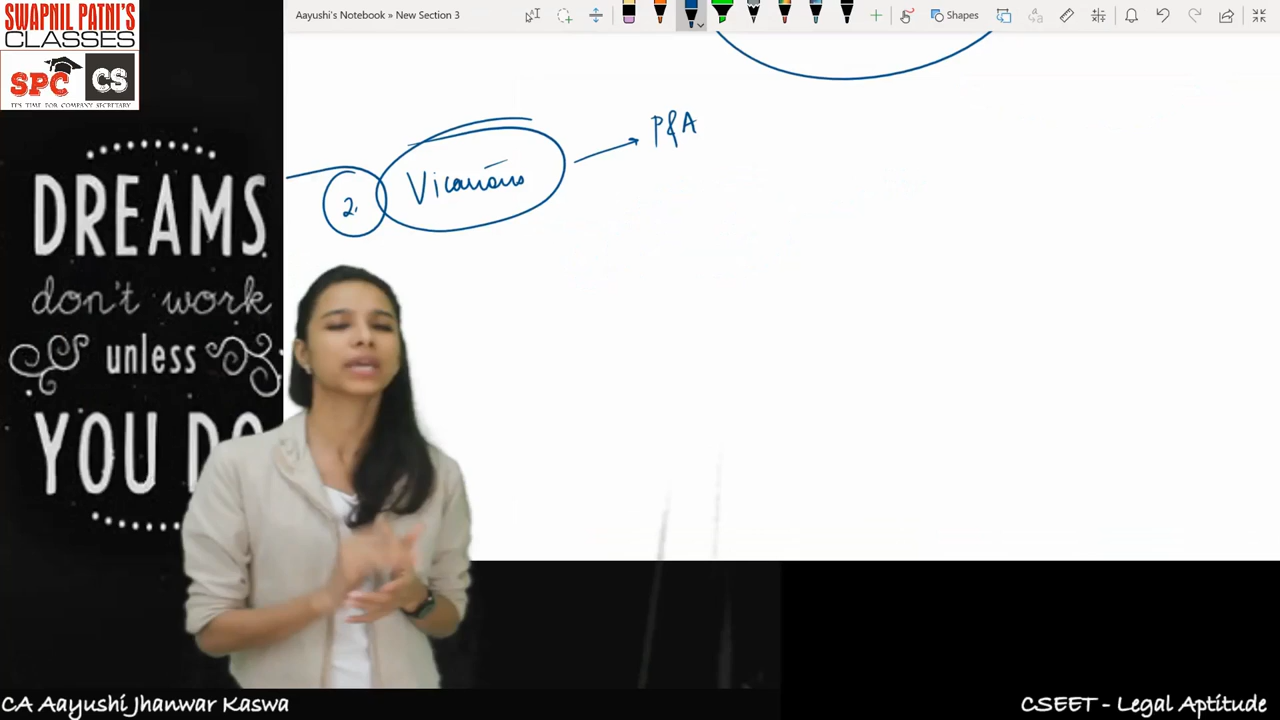 SWAPNIL PATNI'S
CLASSES
SPC CS
IT'S TIME FOR COMPANY SECRETARY
Aayushi's Notebook » New Section 3
Shapes
P&A
2. Vicarious
DREAMS
don't work
unless
YOU DO
CA Aayushi Jhanwar Kaswa
CSEET - Legal Aptitude